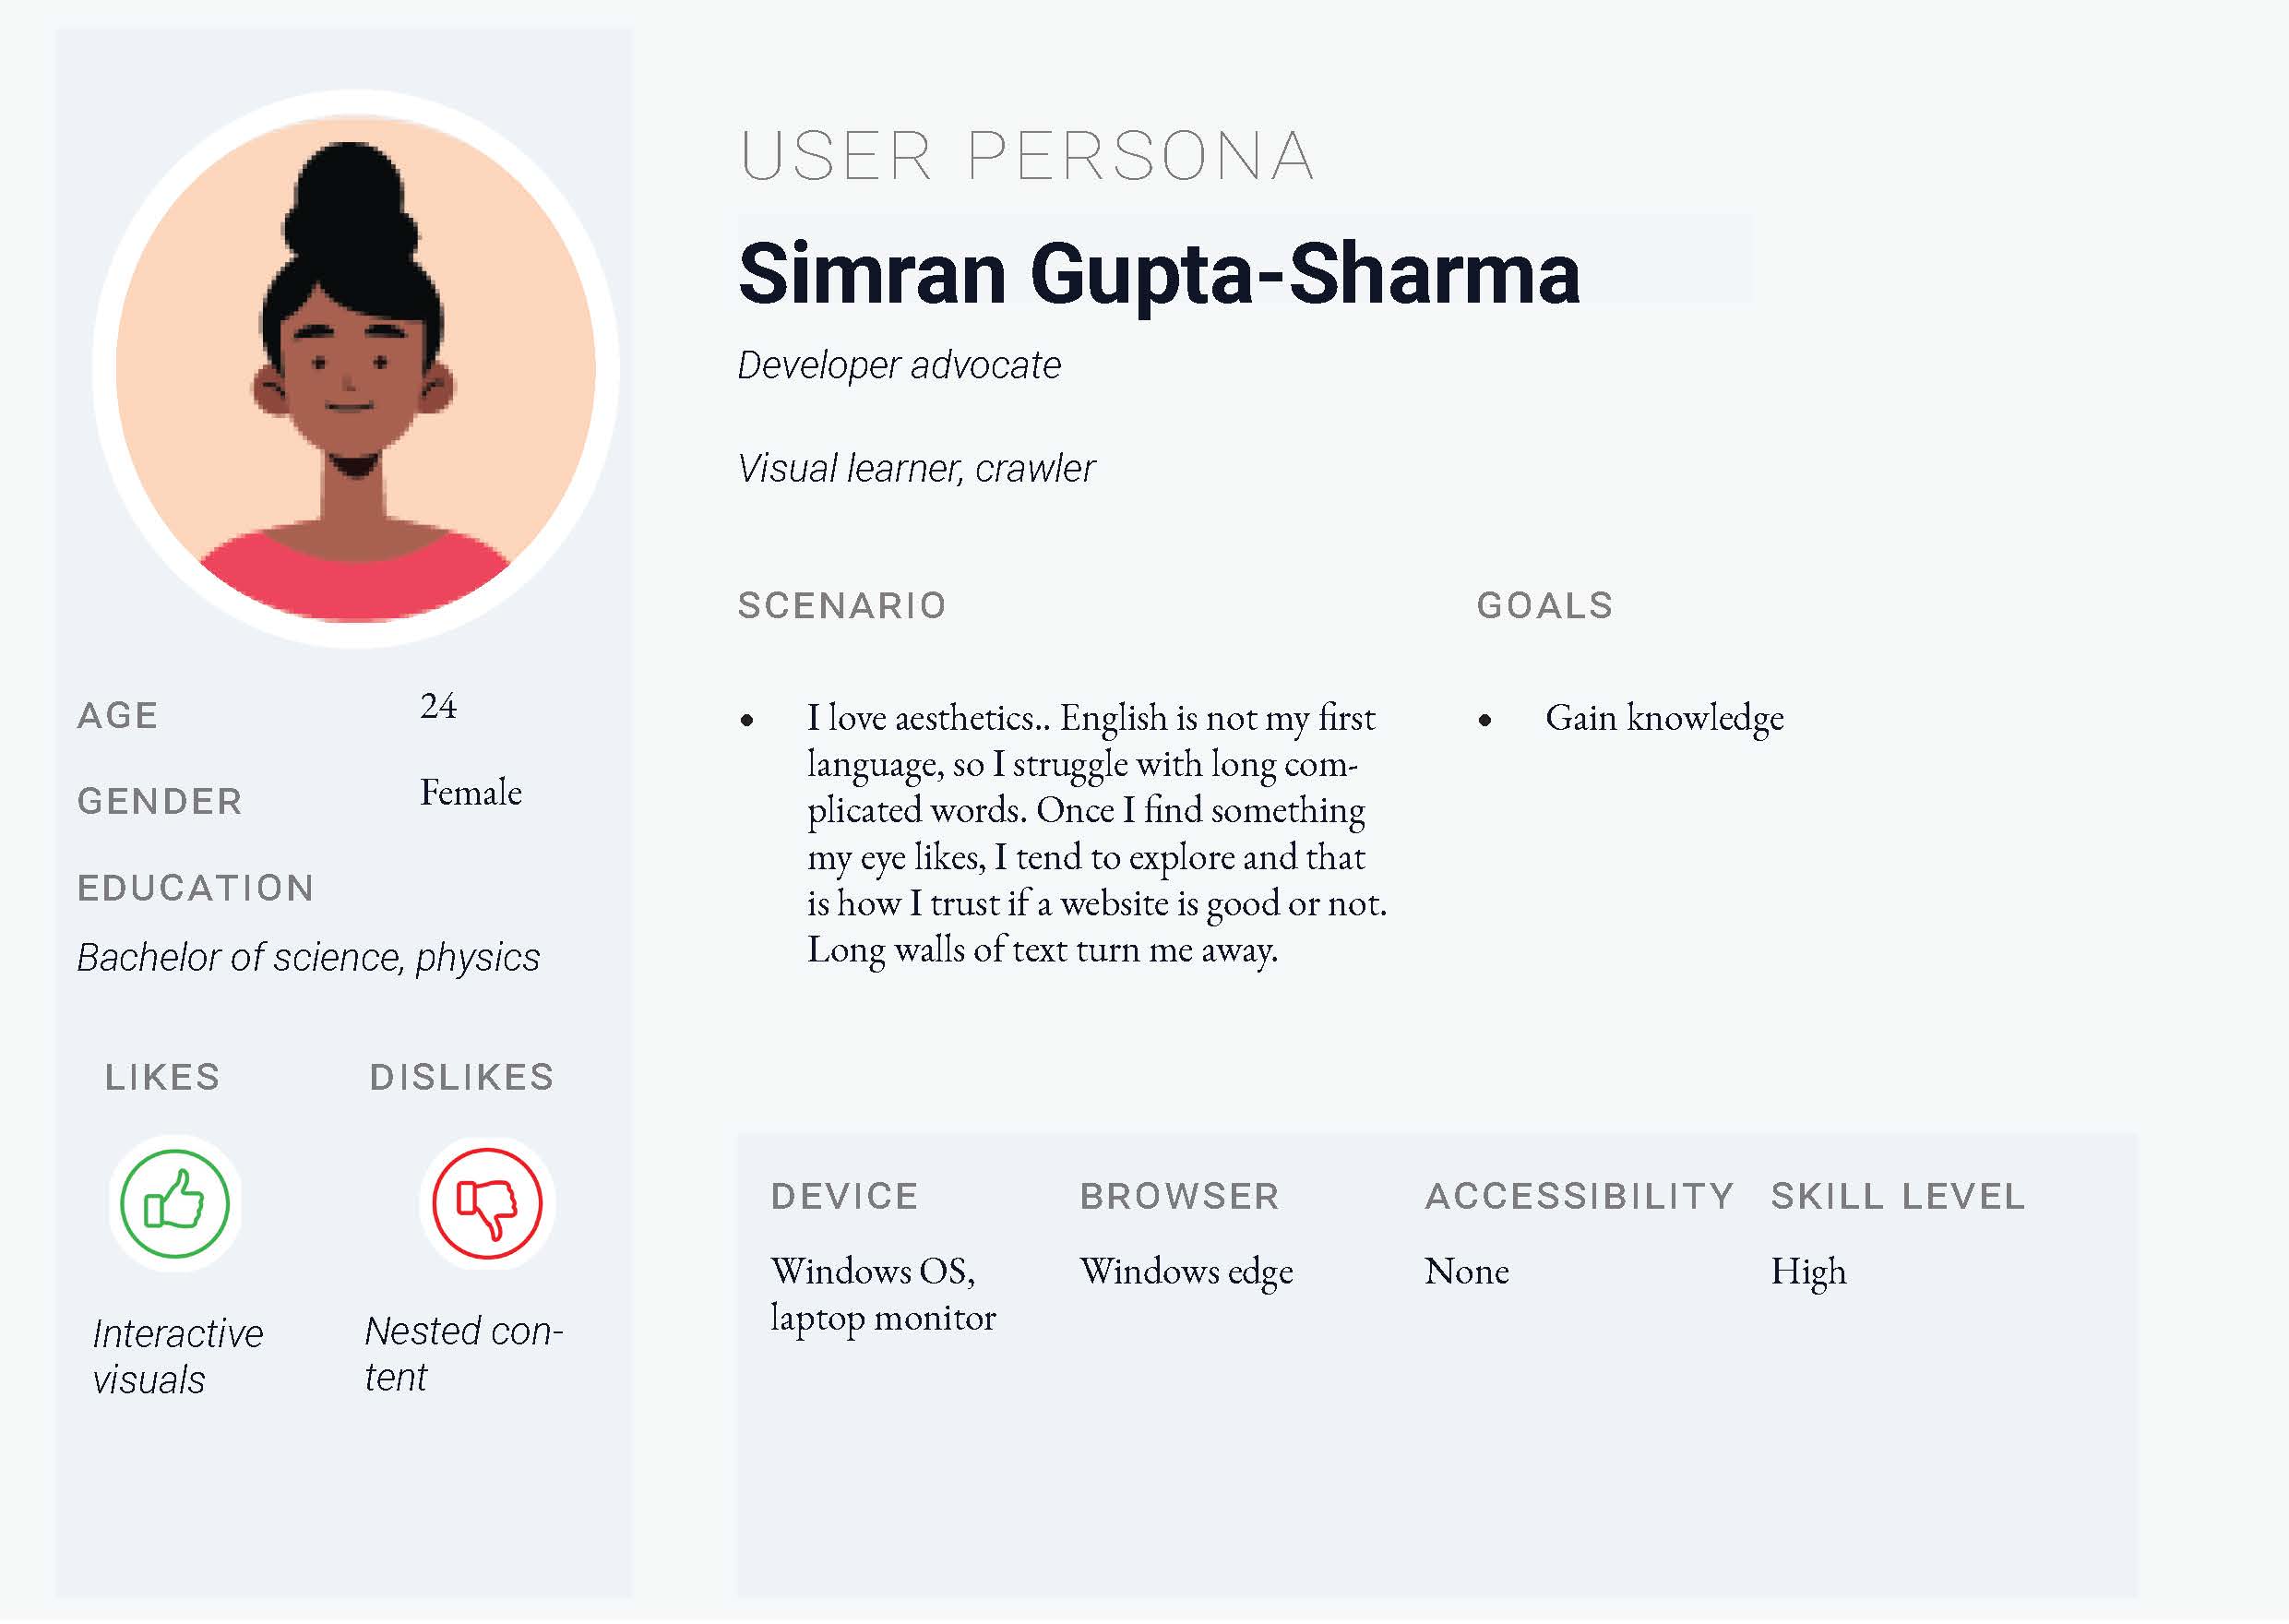 USER PERSONA
Simran Gupta-Sharma
Developer advocate
Visual learner, crawler
AGE 24
GENDER Female
EDUCATION
Bachelor of science, physics
LIKES DISLIKES
Interactive
visuals
Nested con-
tent
SCENARIO
• I love aesthetics.. English is not my first
language, so I struggle with long com-
plicated words. Once I find something
my eye likes, I tend to explore and that
is how I trust if a website is good or not.
Long walls of text turn me away.
GOALS
• Gain knowledge
DEVICE
Windows OS,
laptop monitor
BROWSER
Windows edge
ACCESSIBILITY
None
SKILL LEVEL
High